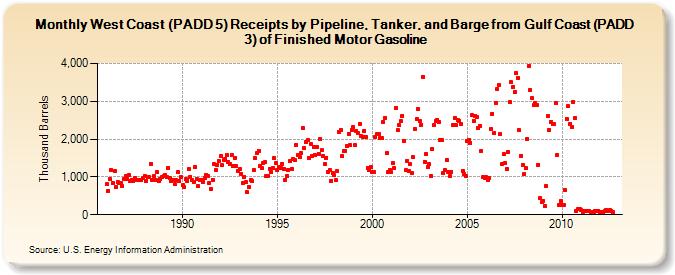 Monthly West Coast (PADD 5) Receipts by Pipeline, Tanker, and Barge from Gulf Coast (PADD
3) of Finished Motor Gasoline
Thousand Barrels
4,000
3,000
2,000
1,000
0
1990
1995
2000
2005
2010
Source: U.S. Energy Information Administration